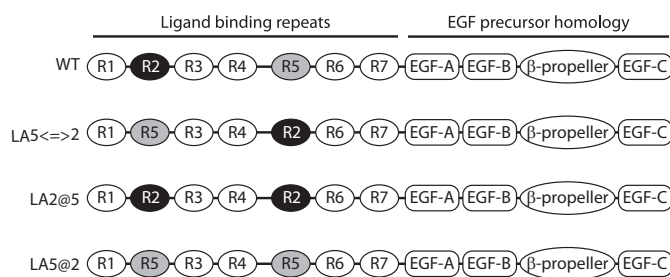 Ligand binding repeats EGF precursor homology
WT R1 R2 R3 R4 R5 R6 R7 EGF-A EGF-B β-propeller EGF-C
LA5<=>2 R1 R5 R3 R4 R2 R6 R7 EGF-A EGF-B β-propeller EGF-C
LA2@5 R1 R2 R3 R4 R2 R6 R7 EGF-A EGF-B β-propeller EGF-C
LA5@2 R1 R5 R3 R4 R5 R6 R7 EGF-A EGF-B β-propeller EGF-C